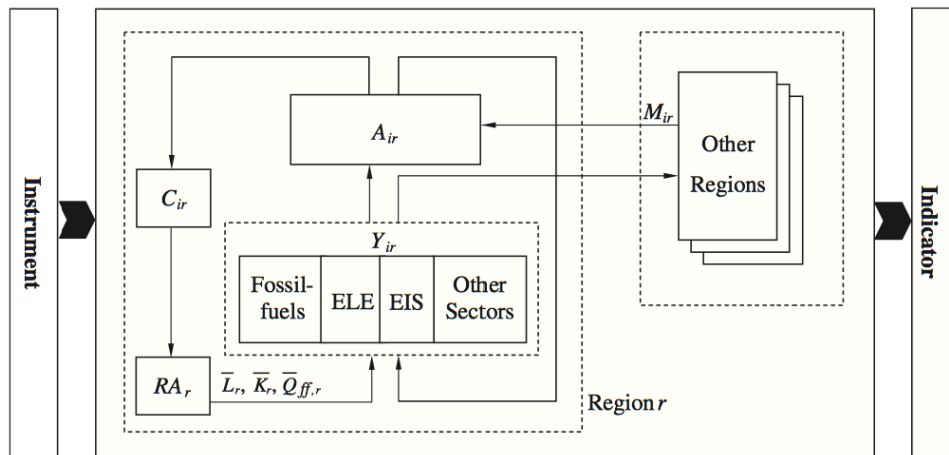 Instrument
A_ir
C_ir
RA_r
L̅_r, K̅_r, Q̅_ff,r
Y_ir
Fossil-
fuels
ELE
EIS
Other
Sectors
M_ir
Other
Regions
Region r
Indicator